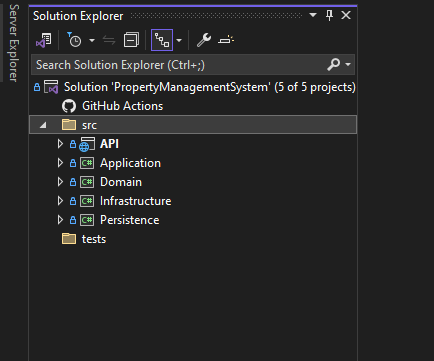 Server Explorer
Solution Explorer
Search Solution Explorer (Ctrl+;)
Solution 'PropertyManagementSystem' (5 of 5 projects)
GitHub Actions
src
API
C# Application
C# Domain
C# Infrastructure
C# Persistence
tests